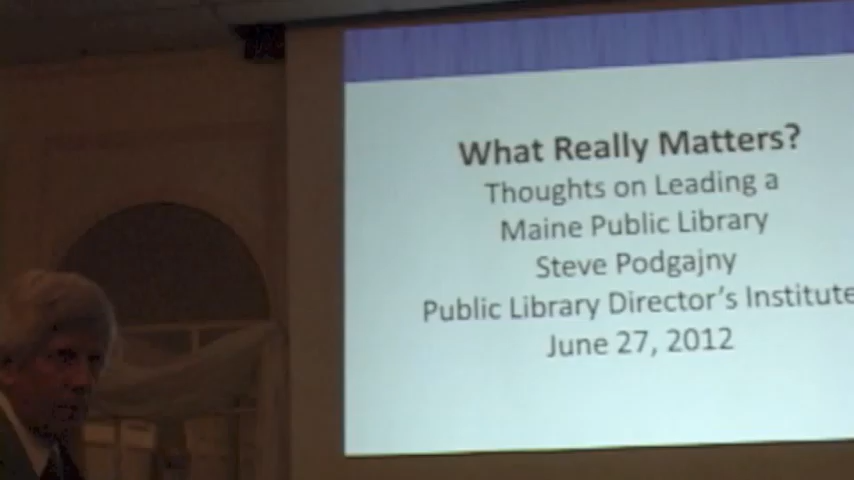 What Really Matters?
Thoughts on Leading a
Maine Public Library
Steve Podgajny
Public Library Director's Institute
June 27, 2012